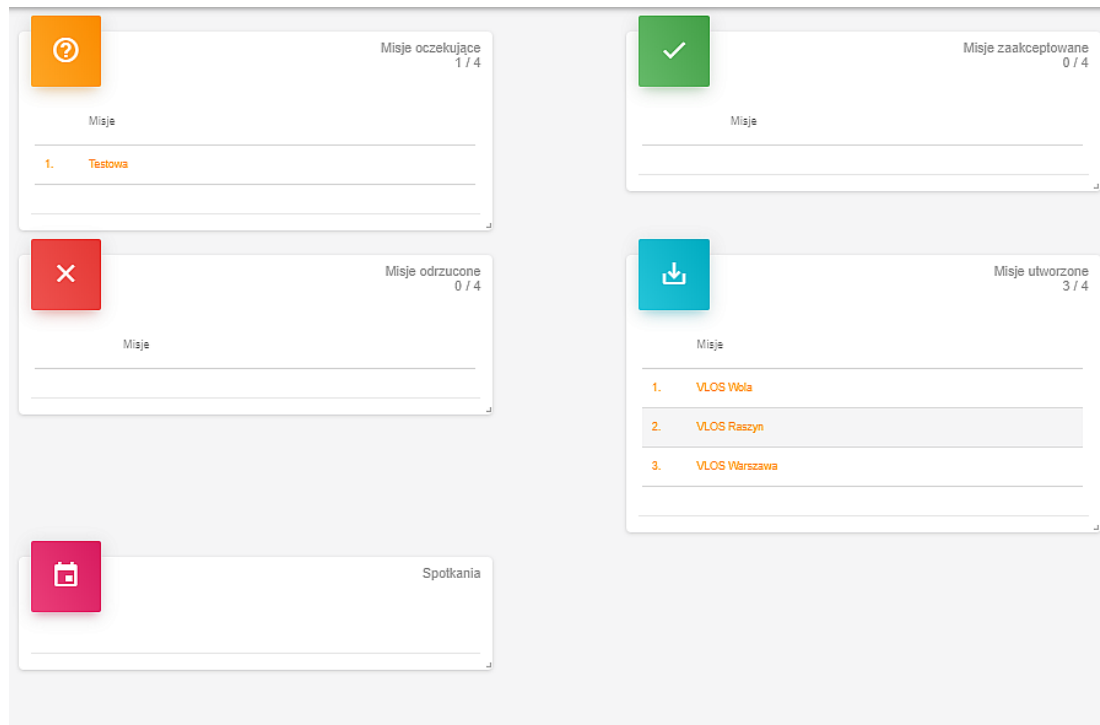 Misje oczekujące
1 / 4
Misje
1. Testowa
Misje zaakceptowane
0 / 4
Misje
Misje odrzucone
0 / 4
Misje
Misje utworzone
3 / 4
Misje
1. VLOS Wola
2. VLOS Raszyn
3. VLOS Warszawa
Spotkania